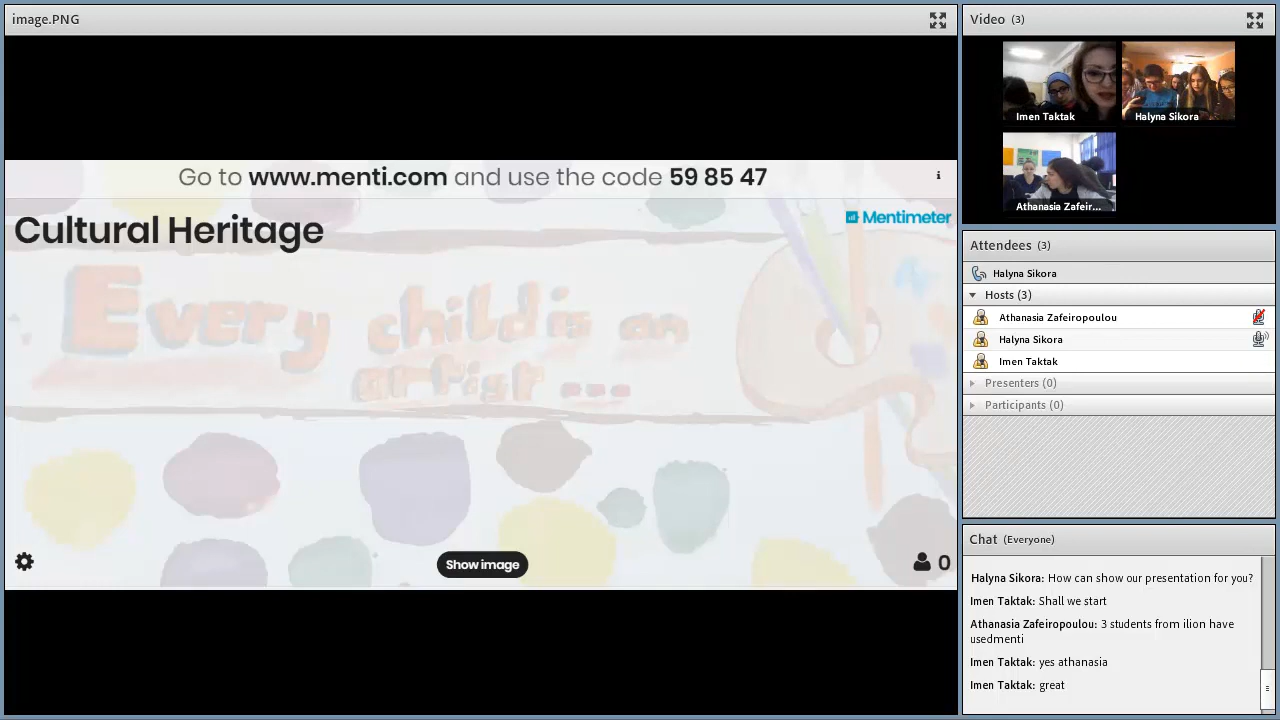 image.PNG
Go to www.menti.com and use the code 59 85 47
Cultural Heritage
Mentimeter
Every child is an
artist ...
Show image
0
Video (3)
Imen Taktak
Halyna Sikora
Athanasia Zafeir...
Attendees (3)
Halyna Sikora
Hosts (3)
Athanasia Zafeiropoulou
Halyna Sikora
Imen Taktak
Presenters (0)
Participants (0)
Chat (Everyone)
Halyna Sikora: How can show our presentation for you?
Imen Taktak: Shall we start
Athanasia Zafeiropoulou: 3 students from ilion have
usedmenti
Imen Taktak: yes athanasia
Imen Taktak: great